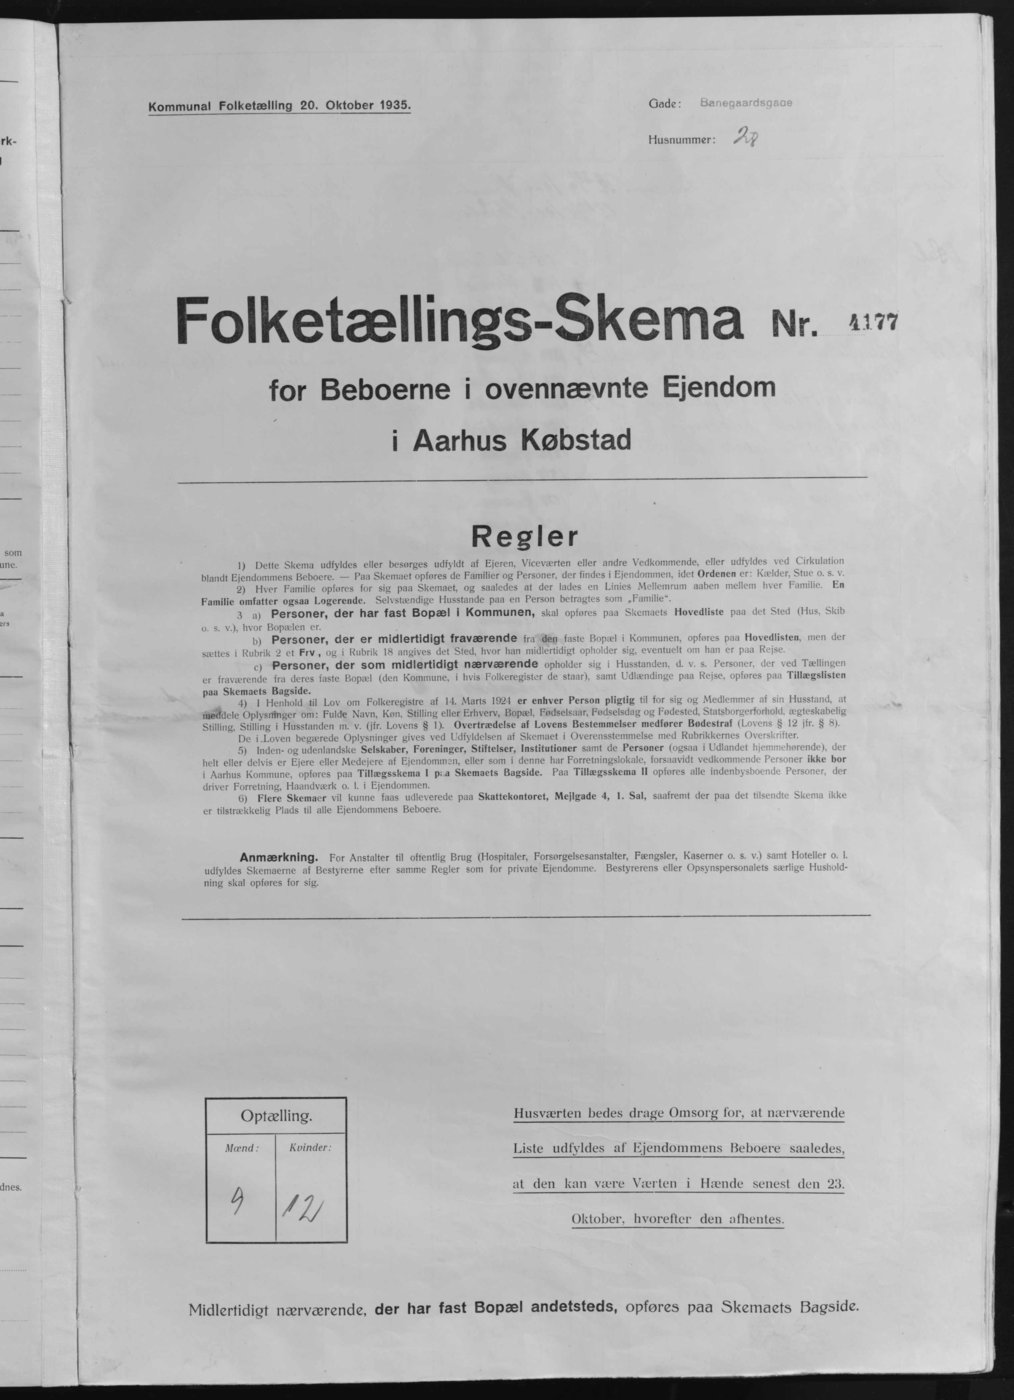 Kommunal Folketælling 20. Oktober 1935.
Gade: Banegaardsgade
Husnummer: 28
Folketællings-Skema Nr. 4177
for Beboerne i ovennævnte Ejendom
i Aarhus Købstad
Regler
1) Dette Skema udfyldes eller besørges udfyldt af Ejeren, Viceværten eller andre Vedkommende, eller udfyldes ved Cirkulation
blandt Ejendommens Beboere. — Paa Skemaet opføres de Familier og Personer, der findes i Ejendommen, idet Ordenen er: Kælder, Stue o. s. v.
2) Hver Familie opføres for sig paa Skemaet, og saaledes at der lades en Linies Mellemrum aaben mellem hver Familie. En
Familie omfatter ogsaa Logerende. Selvstændige Husstande paa en Person betragtes som „Familie“.
3 a) Personer, der har fast Bopæl i Kommunen, skal opføres paa Skemaets Hovedliste paa det Sted (Hus, Skib
o. s. v.), hvor Bopælen er.
b) Personer, der er midlertidigt fraværende fra den faste Bopæl i Kommunen, opføres paa Hovedlisten, men der
sættes i Rubrik 2 et Frv, og i Rubrik 18 angives det Sted, hvor han midlertidigt opholder sig, eventuelt om han er paa Rejse.
c) Personer, der som midlertidigt nærværende opholder sig i Husstanden, d. v. s. Personer, der ved Tællingen
er fraværende fra deres faste Bopæl (den Kommune, i hvis Folkeregister de staar), samt Udlændinge paa Rejse, opføres paa Tillægslisten
paa Skemaets Bagside.
4) I Henhold til Lov om Folkeregistre af 14. Marts 1924 er enhver Person pligtig til for sig og Medlemmer af sin Husstand, at
meddele Oplysninger om: Fulde Navn, Køn, Stilling eller Erhverv, Bopæl, Fødselsaar, Fødselsdag og Fødested, Statsborgerforhold, ægteskabelig
Stilling, Stilling i Husstanden m. v. (jfr. Lovens § 1). Overtrædelse af Lovens Bestemmelser medfører Bødestraf (Lovens § 12 jfr. § 8).
De i Loven begærede Oplysninger gives ved Udfyldelsen af Skemaet i Overensstemmelse med Rubrikkernes Overskrifter.
5) Inden- og udenlandske Selskaber, Foreninger, Stiftelser, Institutioner samt de Personer (ogsaa i Udlandet hjemmehørende), der
helt eller delvis er Ejere eller Medejere af Ejendommen, eller som i denne har Forretningslokale, forsaavidt vedkommende Personer ikke bor
i Aarhus Kommune, opføres paa Tillægsskema I paa Skemaets Bagside. Paa Tillægsskema II opføres alle indenbysboende Personer, der
driver Forretning, Haandværk o. l. i Ejendommen.
6) Flere Skemaer vil kunne faas udleverede paa Skattekontoret, Mejlgade 4, 1. Sal, saafremt der paa det tilsendte Skema ikke
er tilstrækkelig Plads til alle Ejendommens Beboere.
Anmærkning. For Anstalter til offentlig Brug (Hospitaler, Forsørgelsesanstalter, Fængsler, Kaserner o. s. v.) samt Hoteller o. l.
udfyldes Skemaerne af Bestyrerne efter samme Regler som for private Ejendomme. Bestyrerens eller Opsynspersonalets særlige Hushold-
ning skal opføres for sig.
Optælling.
Mænd: Kvinder:
9 12
Husværten bedes drage Omsorg for, at nærværende
Liste udfyldes af Ejendommens Beboere saaledes,
at den kan være Værten i Hænde senest den 23.
Oktober, hvorefter den afhentes.
Midlertidigt nærværende, der har fast Bopæl andetsteds, opføres paa Skemaets Bagside.